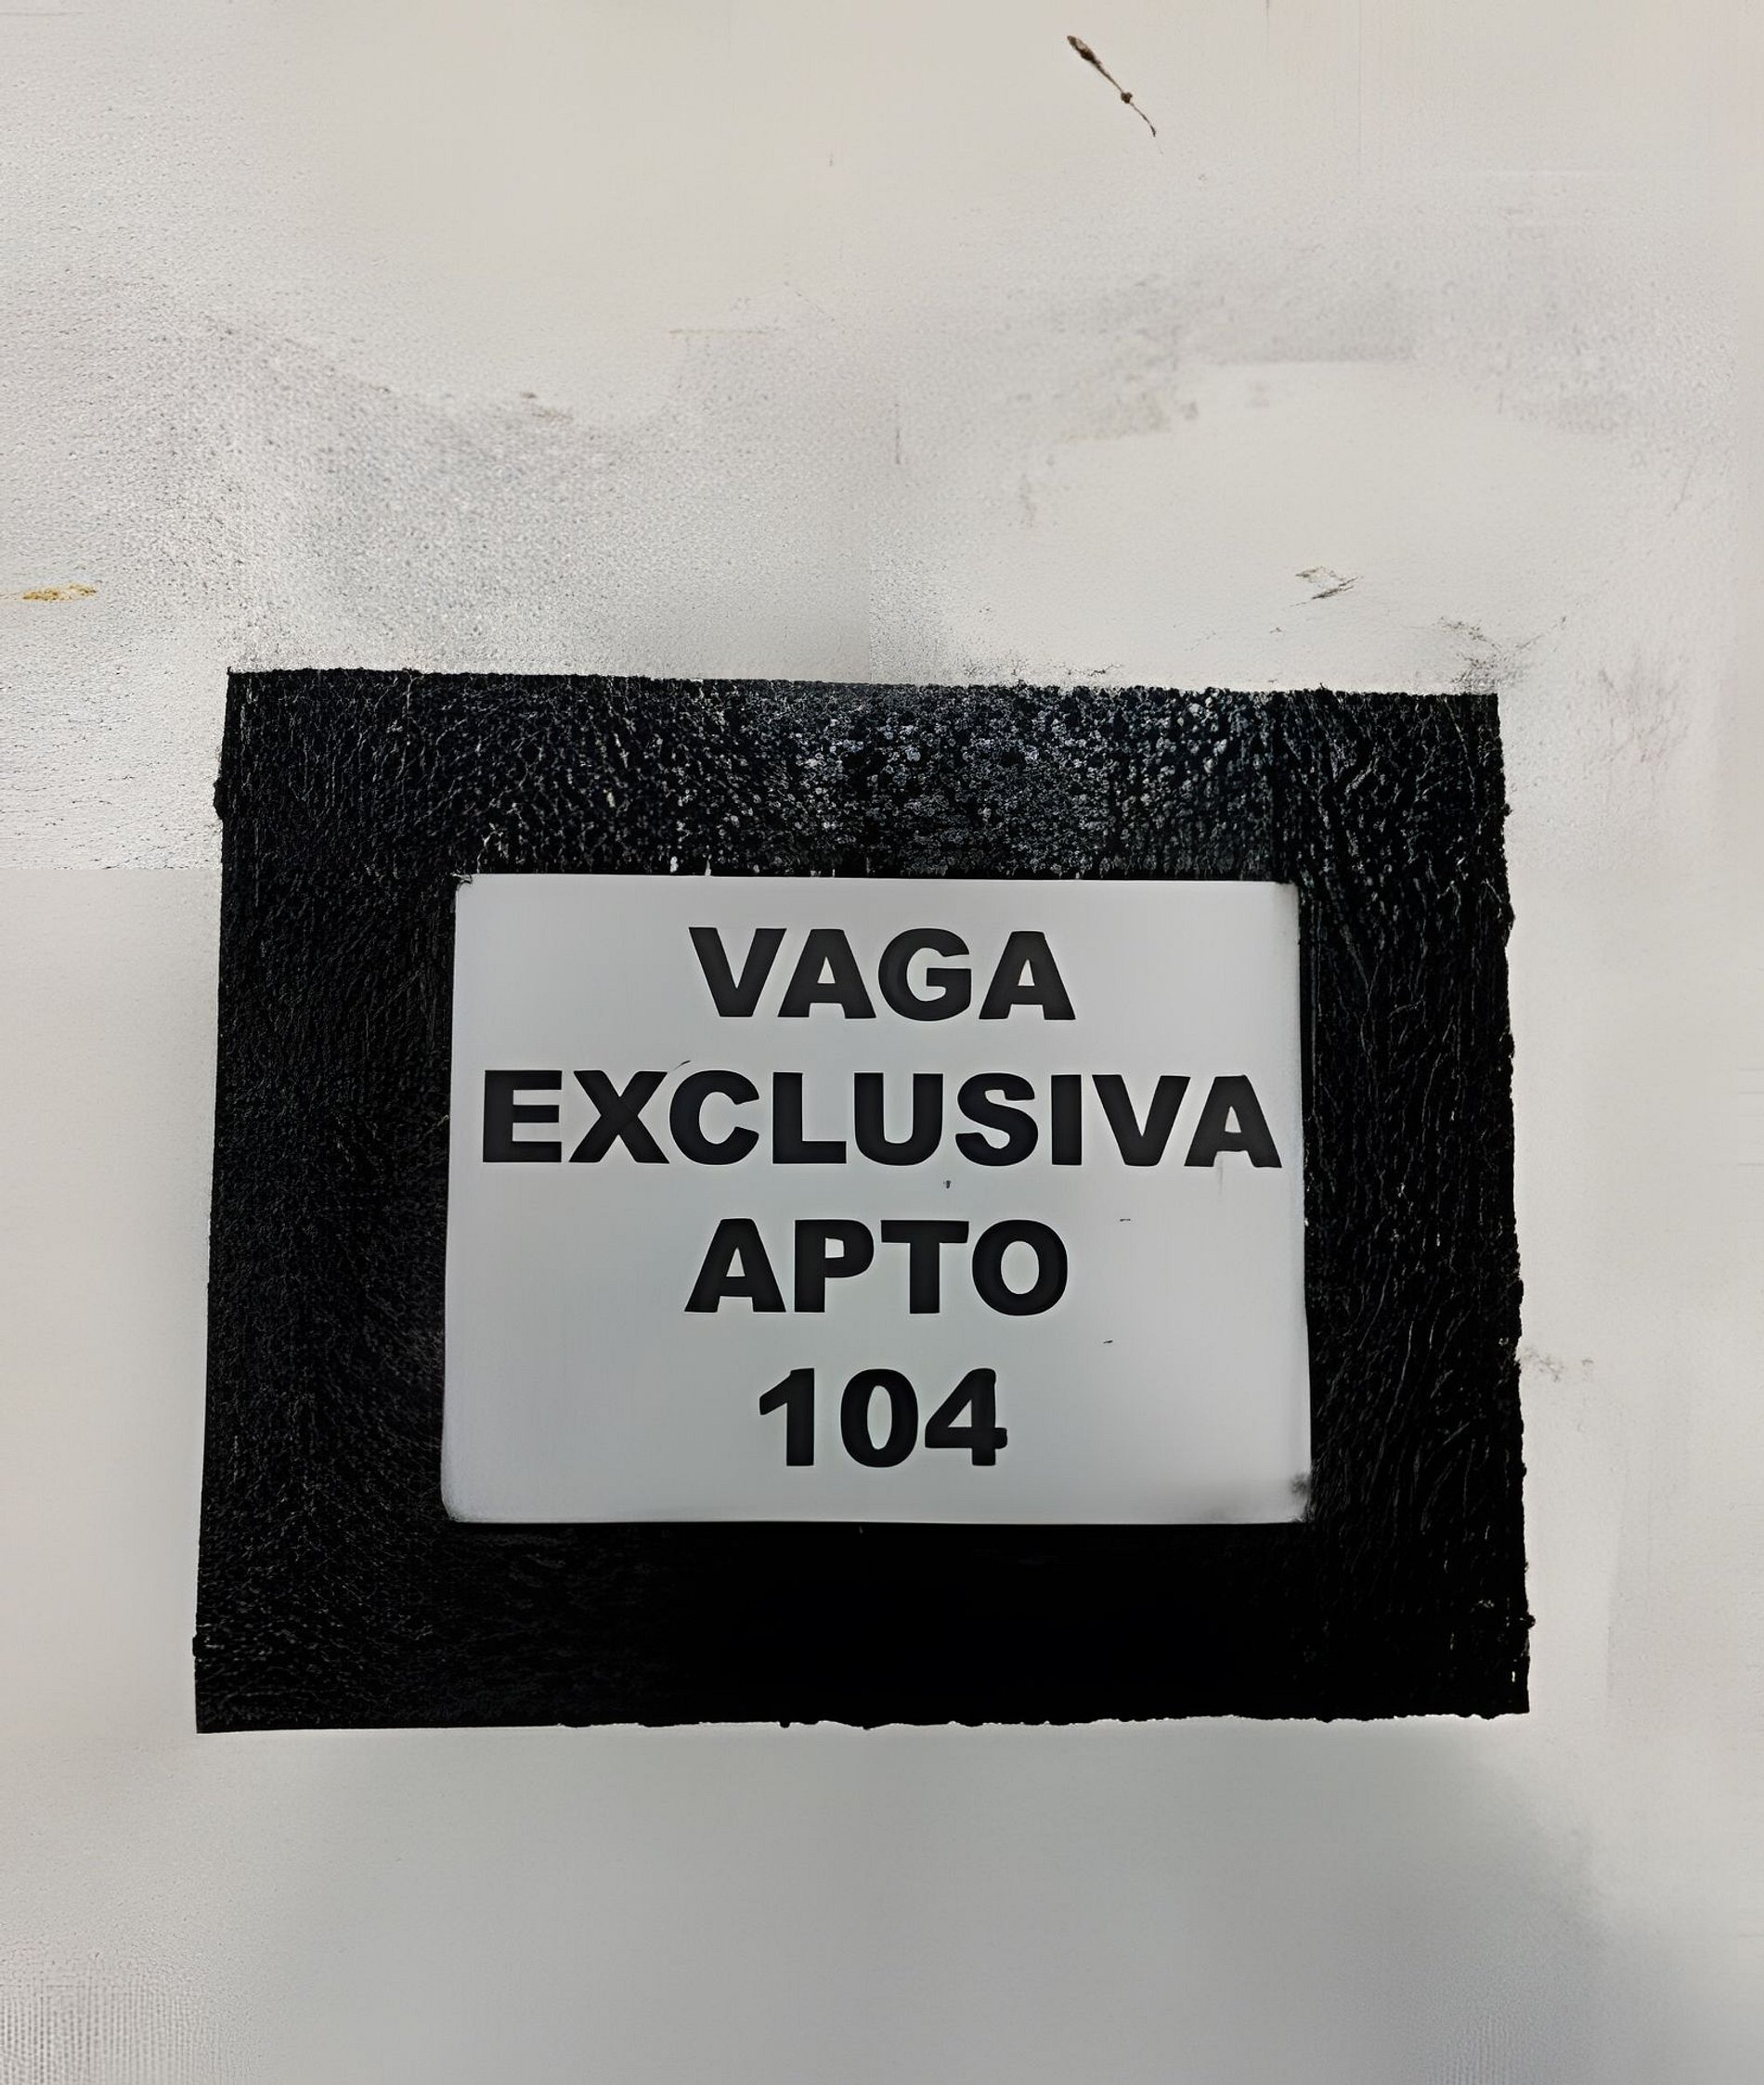 VAGA
EXCLUSIVA
APTO
104